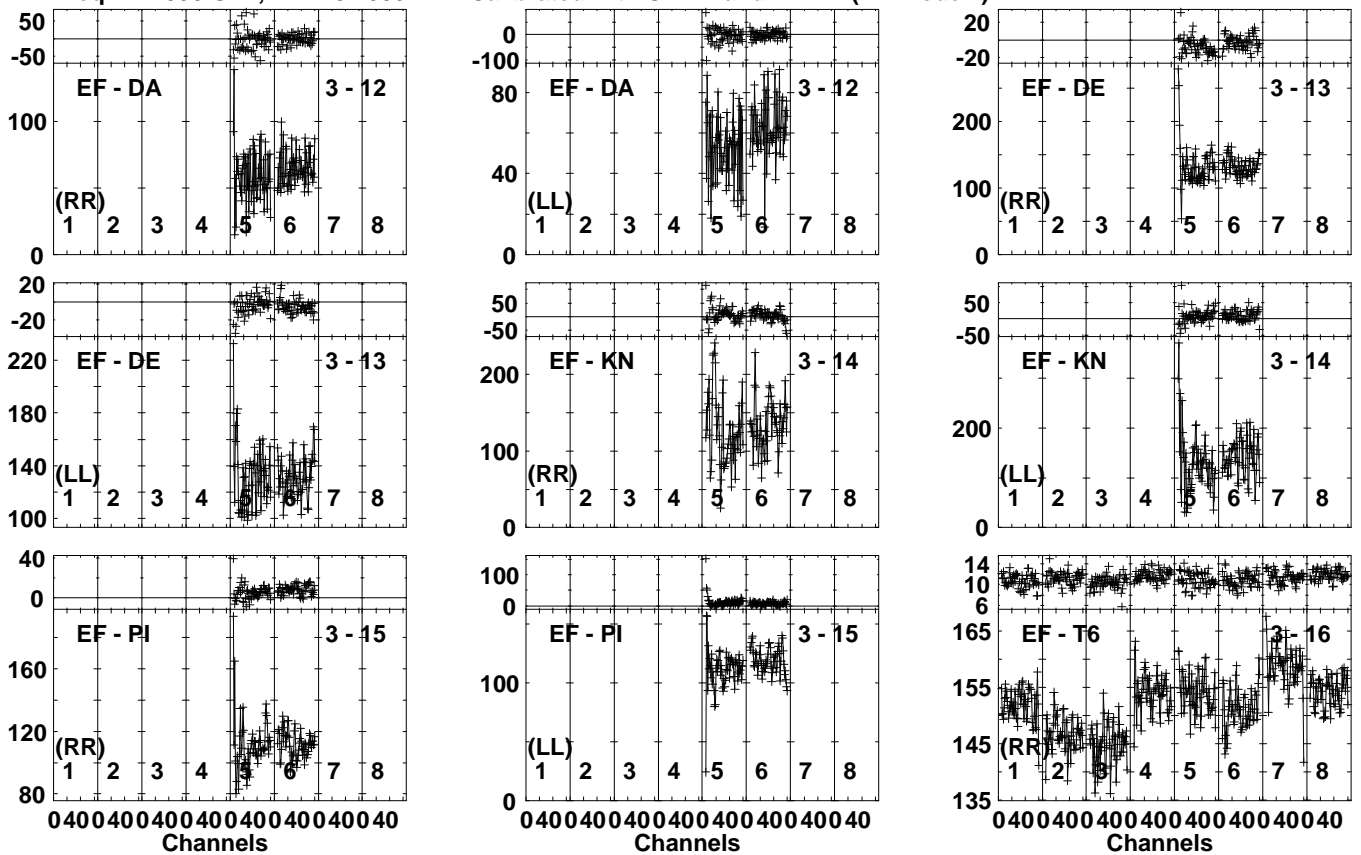 50
-50
EF - DA 3 - 12
100
(RR)
1 2 3 4 5 6 7 8
0
0
-100
EF - DA 3 - 12
80
40
(LL)
1 2 3 4 5 6 7 8
0
20
-20
EF - DE 3 - 13
200
100
(RR)
1 2 3 4 5 6 7 8
0
20
-20
EF - DE 3 - 13
220
180
140
(LL)
1 2 3 4 5 6 7 8
100
50
-50
EF - KN 3 - 14
200
100
(RR)
1 2 3 4 5 6 7 8
0
50
-50
EF - KN 3 - 14
200
(LL)
1 2 3 4 5 6 7 8
0
40
0
EF - PI 3 - 15
160
120
(RR)
1 2 3 4 5 6 7 8
80
0 40 0 40 0 40 0 40 0 40 0 40 0 40 0 40
Channels
100
0
EF - PI 3 - 15
100
(LL)
1 2 3 4 5 6 7 8
0
0 40 0 40 0 40 0 40 0 40 0 40 0 40 0 40
Channels
14
10
6
EF - T6 3 - 16
165
155
145
(RR)
1 2 3 4 5 6 7 8
135
0 40 0 40 0 40 0 40 0 40 0 40 0 40 0 40
Channels